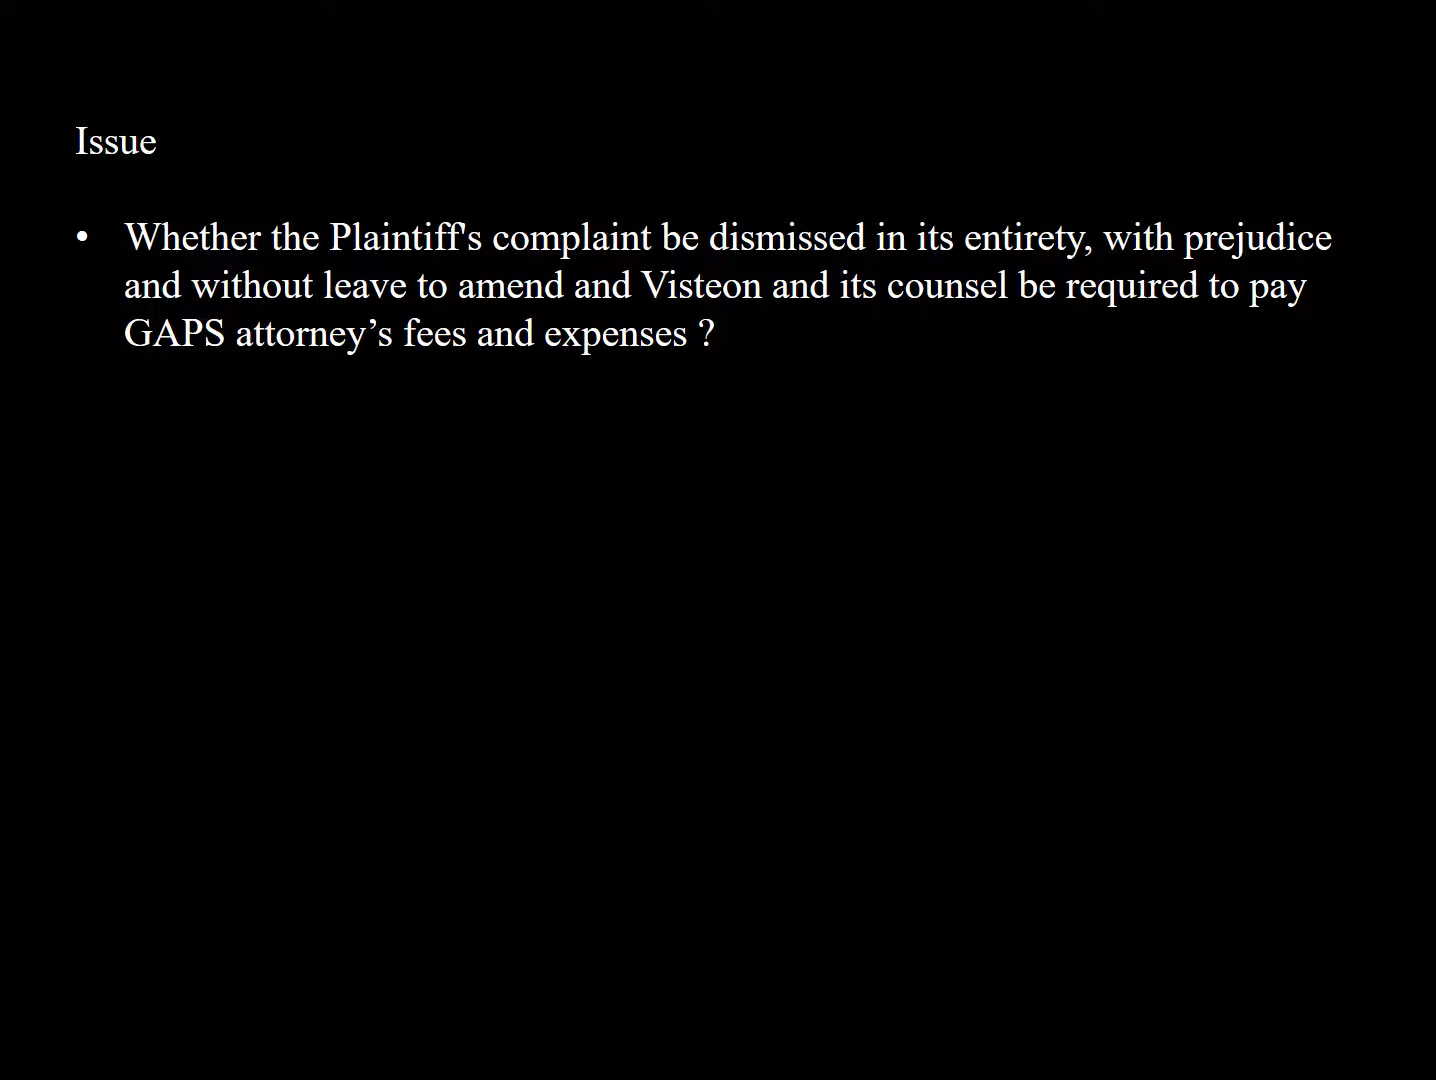 Issue
• Whether the Plaintiff's complaint be dismissed in its entirety, with prejudice
and without leave to amend and Visteon and its counsel be required to pay
GAPS attorney’s fees and expenses ?